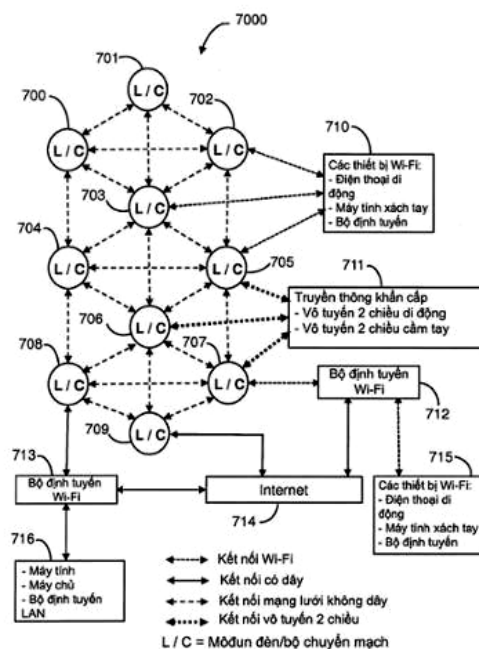 7000
701
L / C
700
L / C
702
L / C
710
Các thiết bị Wi-Fi:
- Điện thoại di
động
- Máy tính xách tay
- Bộ định tuyến
703
L / C
704
L / C
L / C
705
711
Truyền thông khẩn cấp
- Vô tuyến 2 chiều di động
- Vô tuyến 2 chiều cầm tay
706
L / C
708
L / C
707
L / C
Bộ định tuyến
Wi-Fi
712
L / C
709
713
Bộ định tuyến
Wi-Fi
Internet
714
715
Các thiết bị Wi-Fi:
- Điện thoại di
động
- Máy tính xách tay
- Bộ định tuyến
716
- Máy tính
- Máy chủ
- Bộ định tuyến
LAN
Kết nối Wi-Fi
Kết nối có dây
Kết nối mạng lưới không dây
Kết nối vô tuyến 2 chiều
L / C = Môđun đèn/bộ chuyển mạch